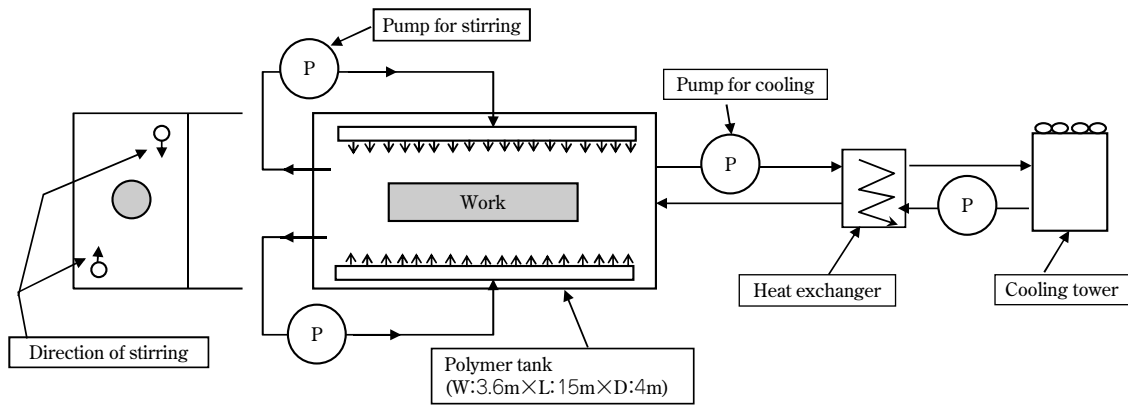 Pump for stirring
P
Pump for cooling
P
Work
P
Heat exchanger
Cooling tower
P
Direction of stirring
Polymer tank
(W:3.6m×L:15m×D:4m)